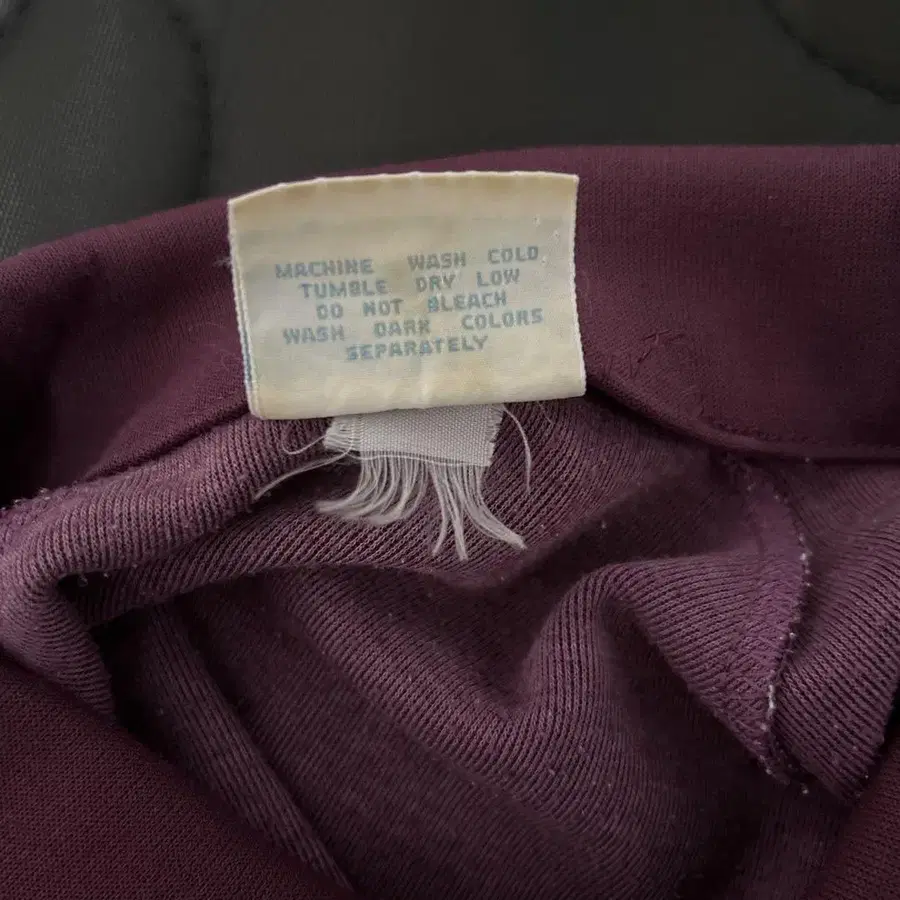 MACHINE WASH COLD
TUMBLE DRY LOW
DO NOT BLEACH
WASH DARK COLORS
SEPARATELY